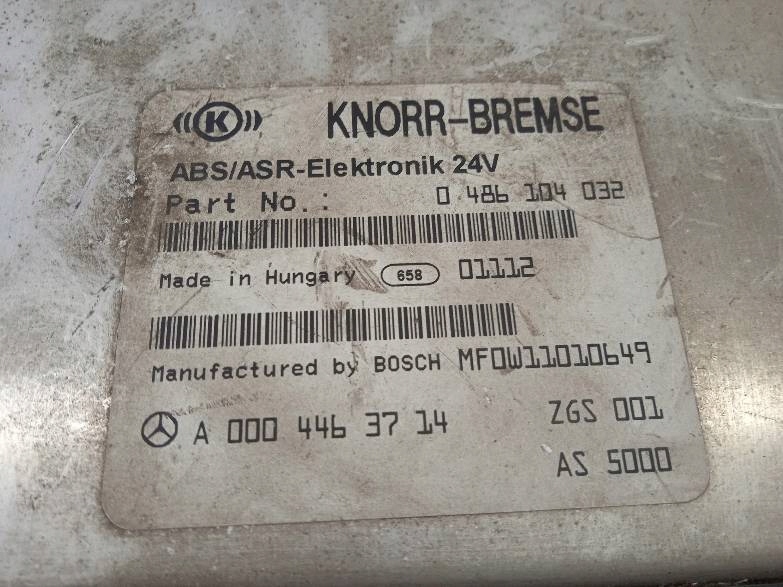 K KNORR-BREMSE
ABS/ASR-Elektronik 24V
Part No.: 0 486 104 032
Made in Hungary 658 01112
Manufactured by BOSCH MF0W11010649
A 000 446 37 14 ZGS 001
AS 5000